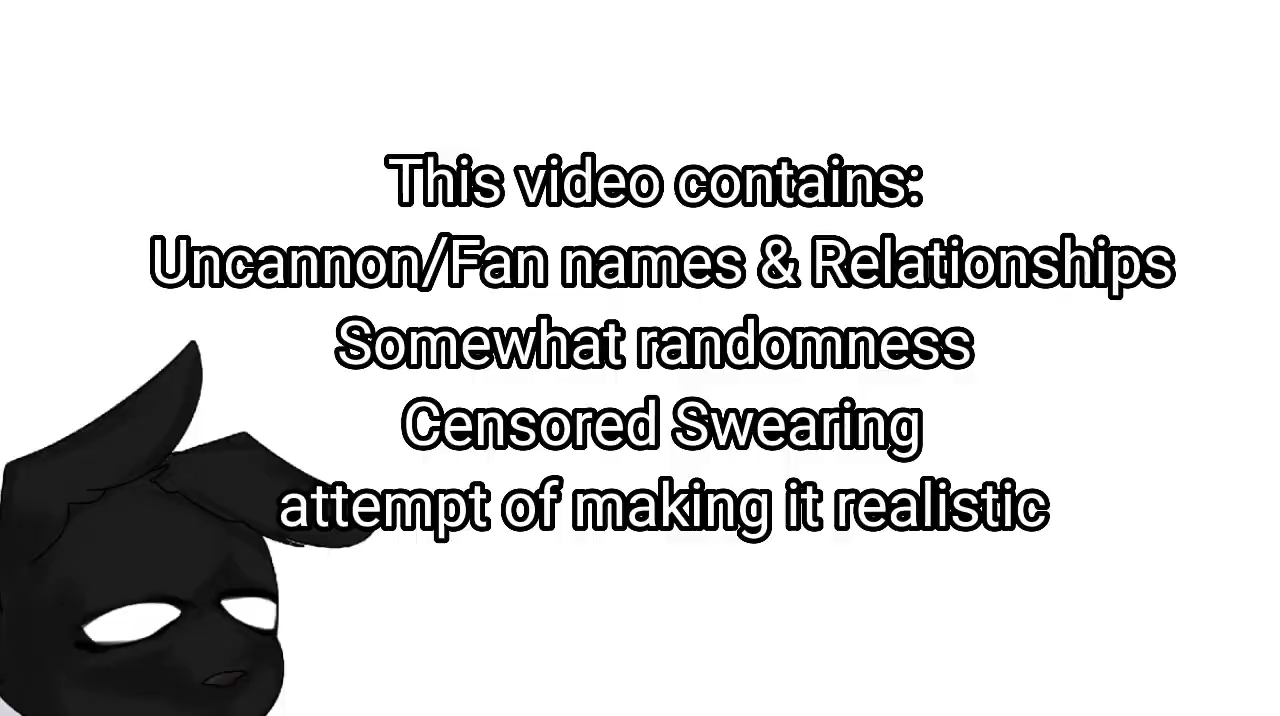 This video contains:
Uncannon/Fan names & Relationships
Somewhat randomness
Censored Swearing
attempt of making it realistic